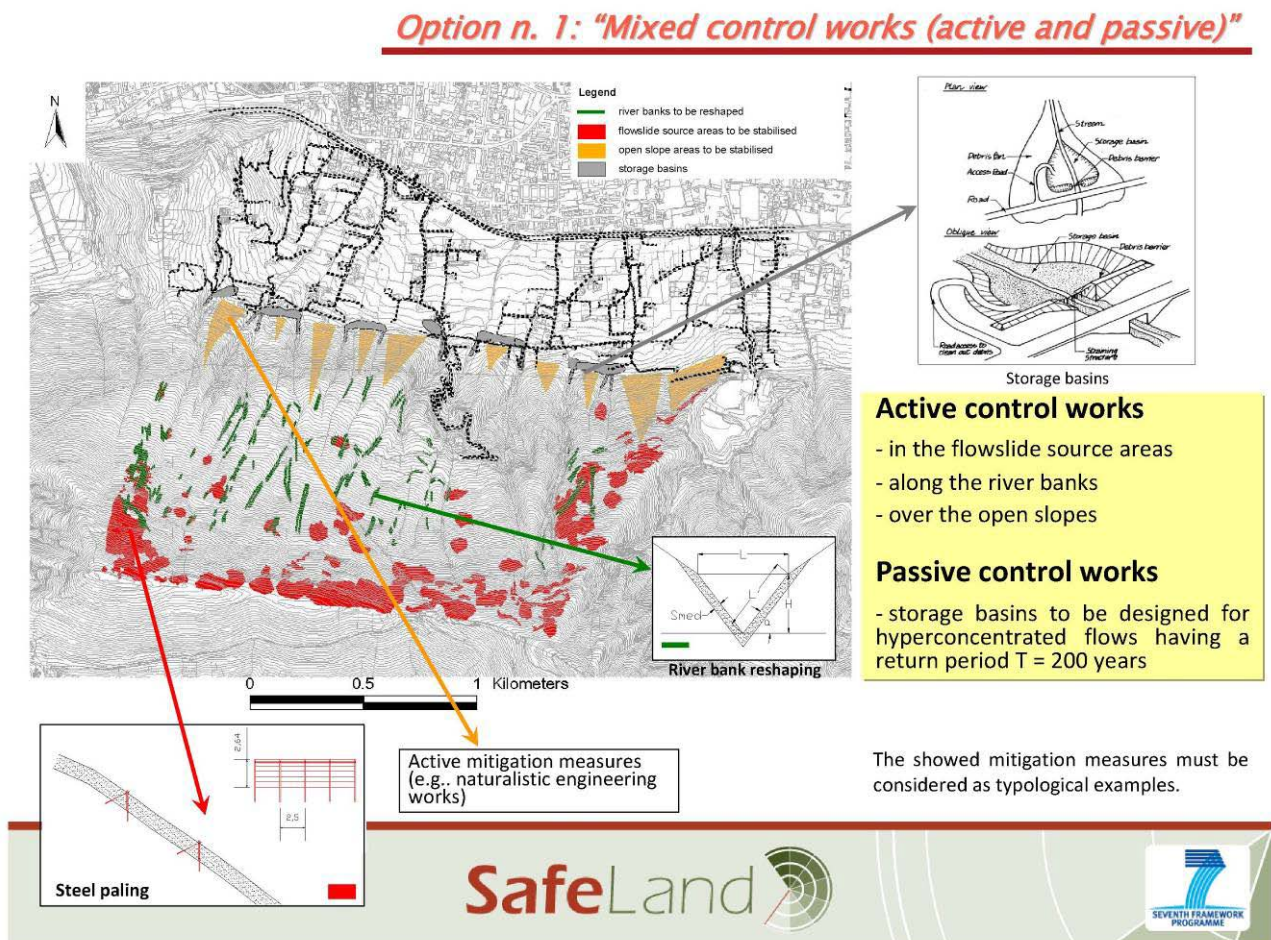 Option n. 1: “Mixed control works (active and passive)”
N
Legend
river banks to be reshaped
flowslide source areas to be stabilised
open slope areas to be stabilised
storage basins
Plan view
Stream
Storage basin
Debris fan
Debris barrier
Access Road
Road
Oblique view
Storage basin
Debris barrier
Road access to
clean out debris
Straining
Structure
Storage basins
Active control works
- in the flowslide source areas
- along the river banks
- over the open slopes
Passive control works
- storage basins to be designed for
hyperconcentrated flows having a
return period T = 200 years
L
L
H
Smed
α
River bank reshaping
0 0.5 1 Kilometers
2,64
2,5
Steel paling
Active mitigation measures
(e.g.. naturalistic engineering
works)
The showed mitigation measures must be
considered as typological examples.
SafeLand
7
SEVENTH FRAMEWORK
PROGRAMME